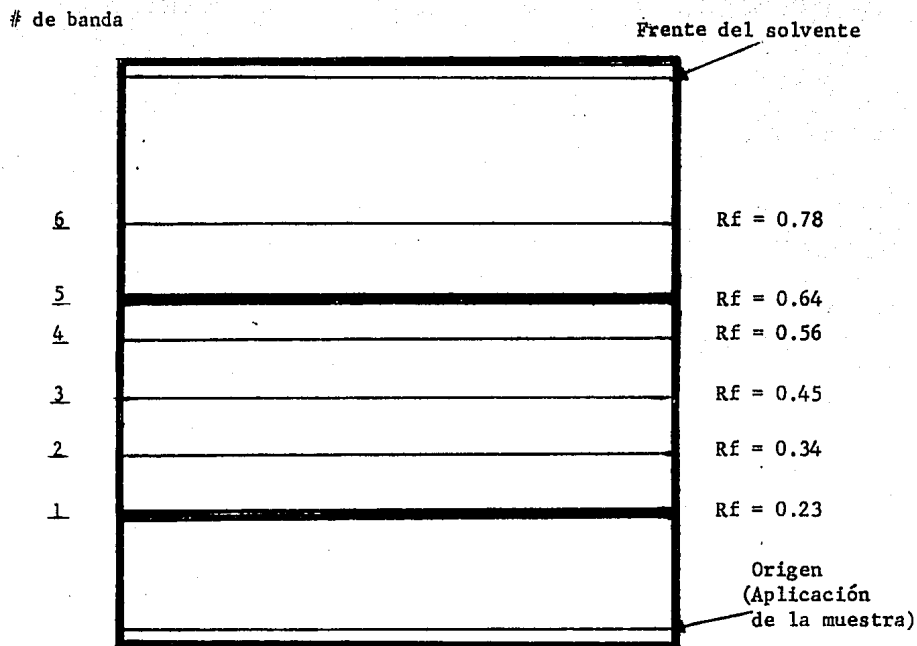 # de banda
Frente del solvente
6 Rf = 0.78
5 Rf = 0.64
4 Rf = 0.56
3 Rf = 0.45
2 Rf = 0.34
1 Rf = 0.23
Origen
(Aplicación
de la muestra)